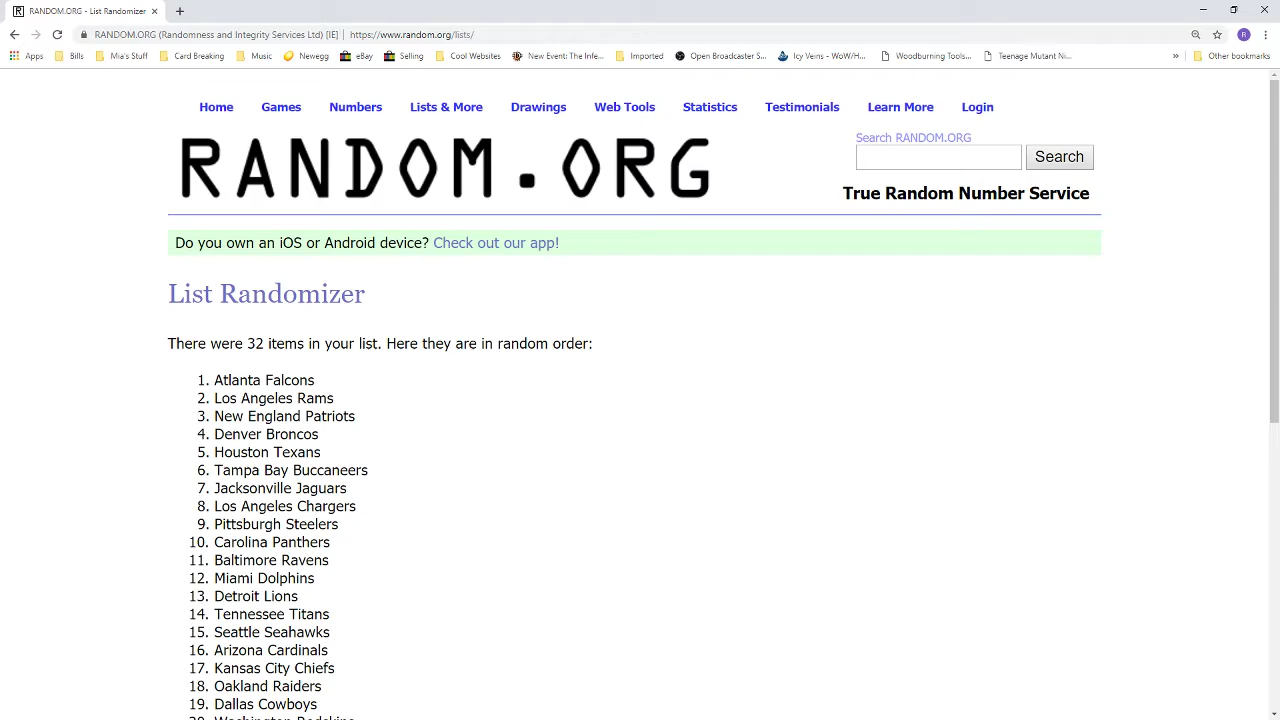 RANDOM.ORG - List Randomizer
RANDOM.ORG (Randomness and Integrity Services Ltd) [IE] | https://www.random.org/lists/
Apps Bills Mia's Stuff Card Breaking Music Newegg eBay Selling Cool Websites New Event: The Infe... Imported Open Broadcaster S... Icy Veins - WoW/H... Woodburning Tools... Teenage Mutant Ni... » Other bookmarks
Home Games Numbers Lists & More Drawings Web Tools Statistics Testimonials Learn More Login
RANDOM.ORG
Search RANDOM.ORG
Search
True Random Number Service
Do you own an iOS or Android device? Check out our app!
List Randomizer
There were 32 items in your list. Here they are in random order:
1. Atlanta Falcons
2. Los Angeles Rams
3. New England Patriots
4. Denver Broncos
5. Houston Texans
6. Tampa Bay Buccaneers
7. Jacksonville Jaguars
8. Los Angeles Chargers
9. Pittsburgh Steelers
10. Carolina Panthers
11. Baltimore Ravens
12. Miami Dolphins
13. Detroit Lions
14. Tennessee Titans
15. Seattle Seahawks
16. Arizona Cardinals
17. Kansas City Chiefs
18. Oakland Raiders
19. Dallas Cowboys
20. Washington Redskins